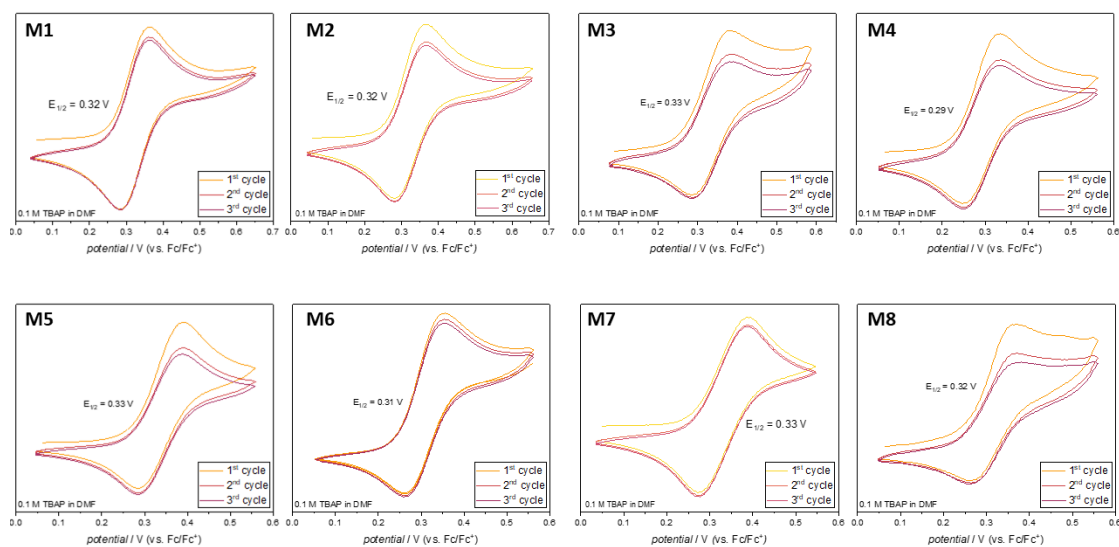 M1
E1/2 = 0.32 V
1st cycle
2nd cycle
3rd cycle
0.1 M TBAP in DMF
0.0 0.1 0.2 0.3 0.4 0.5 0.6 0.7
potential / V (vs. Fc/Fc+)
M2
E1/2 = 0.32 V
1st cycle
2nd cycle
3rd cycle
0.1 M TBAP in DMF
0.0 0.1 0.2 0.3 0.4 0.5 0.6 0.7
potential / V (vs. Fc/Fc+)
M3
E1/2 = 0.33 V
1st cycle
2nd cycle
3rd cycle
0.1 M TBAP in DMF
0.0 0.1 0.2 0.3 0.4 0.5 0.6
potential / V (vs. Fc/Fc+)
M4
E1/2 = 0.29 V
1st cycle
2nd cycle
3rd cycle
0.1 M TBAP in DMF
0.0 0.1 0.2 0.3 0.4 0.5 0.6
potential / V (vs. Fc/Fc+)
M5
E1/2 = 0.33 V
1st cycle
2nd cycle
3rd cycle
0.1 M TBAP in DMF
0.0 0.1 0.2 0.3 0.4 0.5 0.6
potential / V (vs. Fc/Fc+)
M6
E1/2 = 0.31 V
1st cycle
2nd cycle
3rd cycle
0.1 M TBAP in DMF
0.0 0.1 0.2 0.3 0.4 0.5 0.6
potential / V (vs. Fc/Fc+)
M7
E1/2 = 0.33 V
1st cycle
2nd cycle
3rd cycle
0.1 M TBAP in DMF
0.0 0.1 0.2 0.3 0.4 0.5 0.6
potential / V (vs. Fc/Fc+)
M8
E1/2 = 0.32 V
1st cycle
2nd cycle
3rd cycle
0.1 M TBAP in DMF
0.0 0.1 0.2 0.3 0.4 0.5 0.6
potential / V (vs. Fc/Fc+)